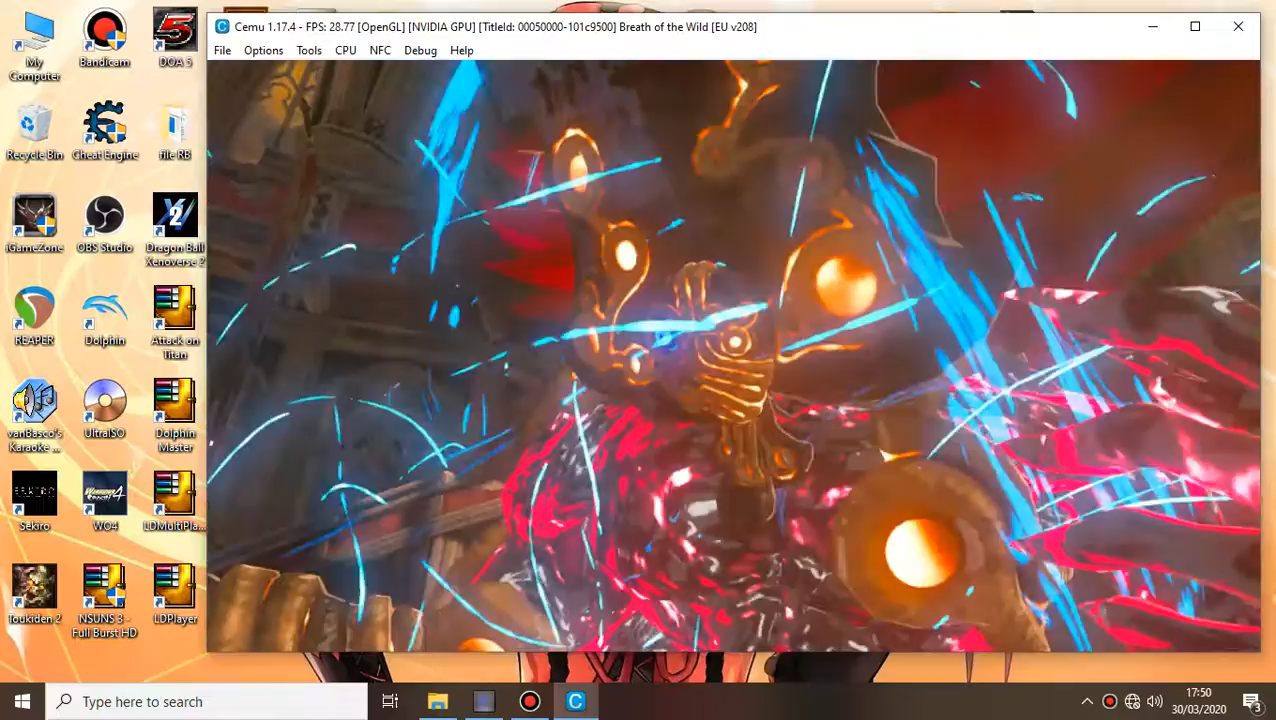 Cemu 1.17.4 - FPS: 28.77 [OpenGL] [NVIDIA GPU] [TitleId: 00050000-101c9500] Breath of the Wild [EU v208]
File Options Tools CPU NFC Debug Help
My Computer
Bandicam
DOA 5
Recycle Bin
Cheat Engine
file RB
iGameZone
OBS Studio
Dragon Ball Xenoverse 2
REAPER
Dolphin
Attack on Titan
vanBasco's Karaoke ...
UltraISO
Dolphin Master
Sekiro
WO4
LDMultiPla...
Toukiden 2
NSUNS 3 - Full Burst HD
LDPlayer
Type here to search
17:50
30/03/2020
3